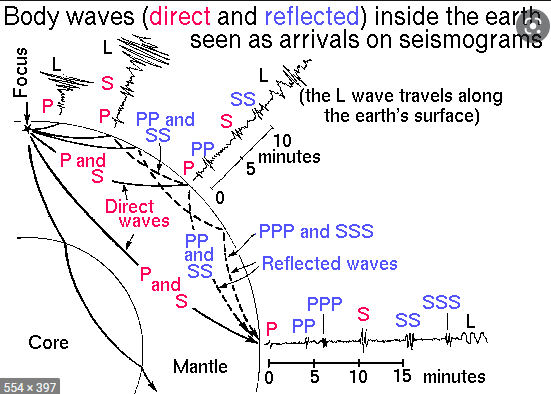 Body waves (direct and reflected) inside the earth
seen as arrivals on seismograms
Focus
L
P
L
S
P
PP and
SS
L
SS
S
PP
P
(the L wave travels along
the earth's surface)
10
5
minutes
0
P and
S
Direct
waves
PP
and
SS
PPP and SSS
Reflected waves
P
and
S
P
PP
PPP
S
SS
SSS
L
0 5 10 15 minutes
Core
Mantle
554 × 397